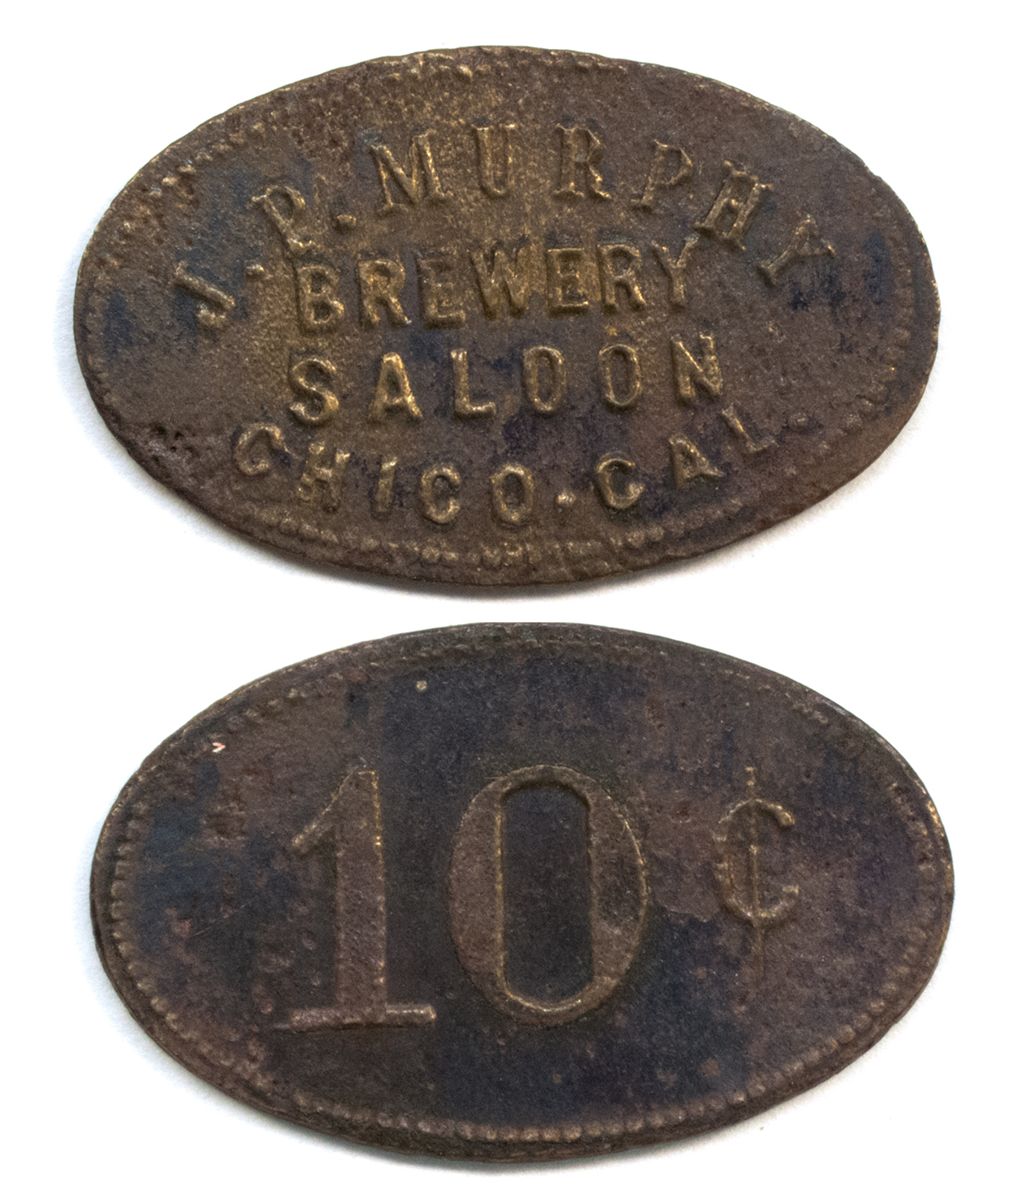 J. P. MURPHY
BREWERY
SALOON
CHICO. CAL.
10¢